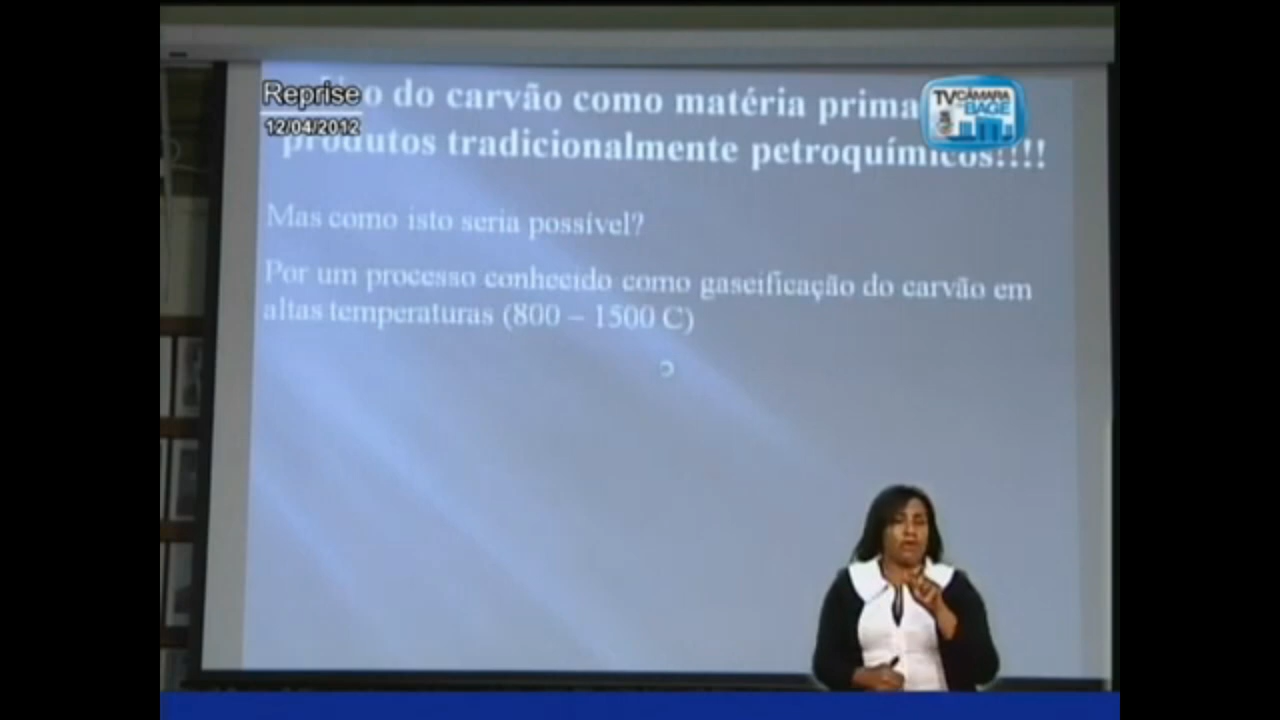 Reprise
12/04/2012
TV CÂMARA
BAGÉ
o do carvão como matéria prima
produtos tradicionalmente petroquímicos!!!!
Mas como isto seria possível?
Por um processo conhecido como gaseificação do carvão em
altas temperaturas (800 – 1500 C)